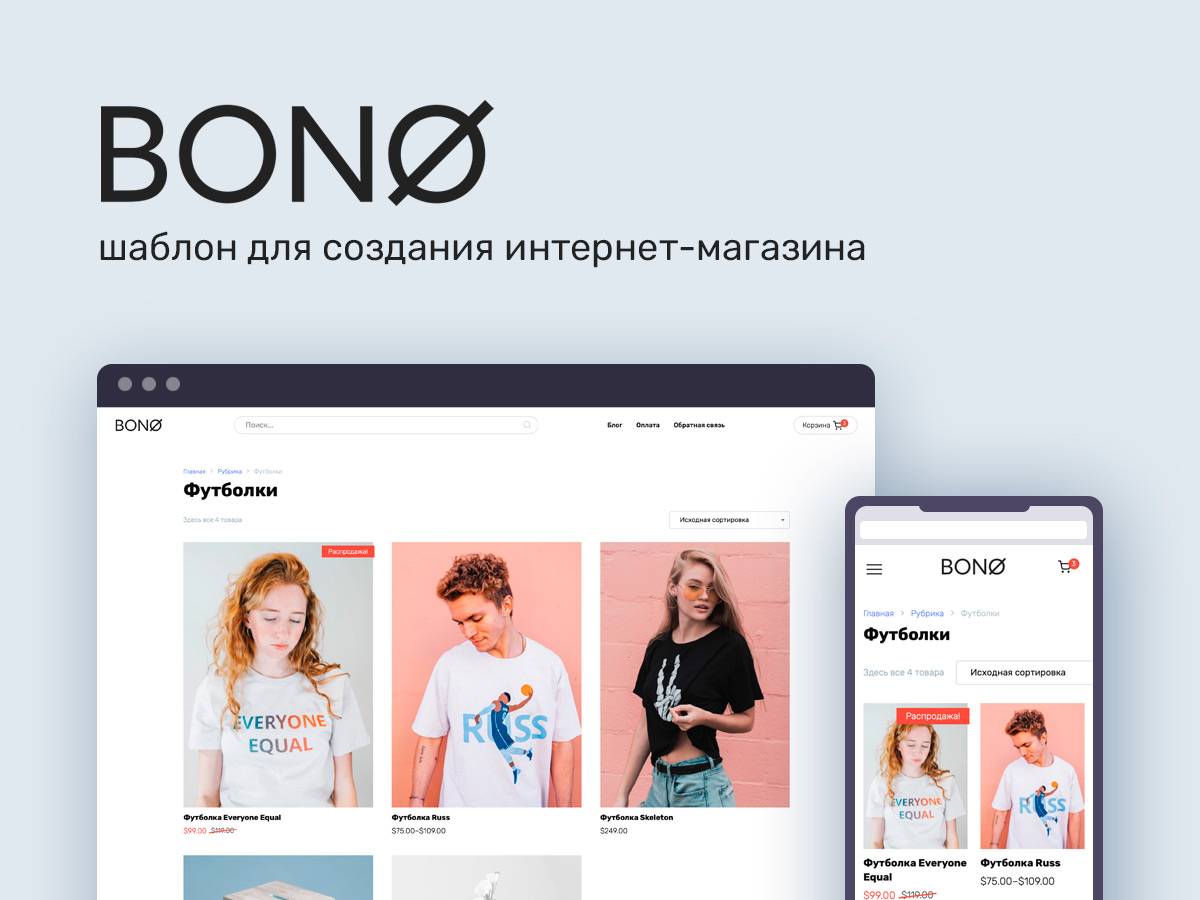 BONØ
шаблон для создания интернет-магазина
BONØ
Поиск...
Блог Оплата Обратная связь
Корзина 3
Главная > Рубрика > Футболки
Футболки
Здесь все 4 товара
Исходная сортировка
Распродажа!
EVERYONE
EQUAL
RUSS
Футболка Everyone Equal
$99.00 $119.00
Футболка Russ
$75.00–$109.00
Футболка Skeleton
$249.00
BONØ
3
Главная > Рубрика > Футболки
Футболки
Здесь все 4 товара
Исходная сортировка
Распродажа!
EVERYONE
EQUAL
RUSS
Футболка Everyone
Equal
$99.00 $119.00
Футболка Russ
$75.00–$109.00